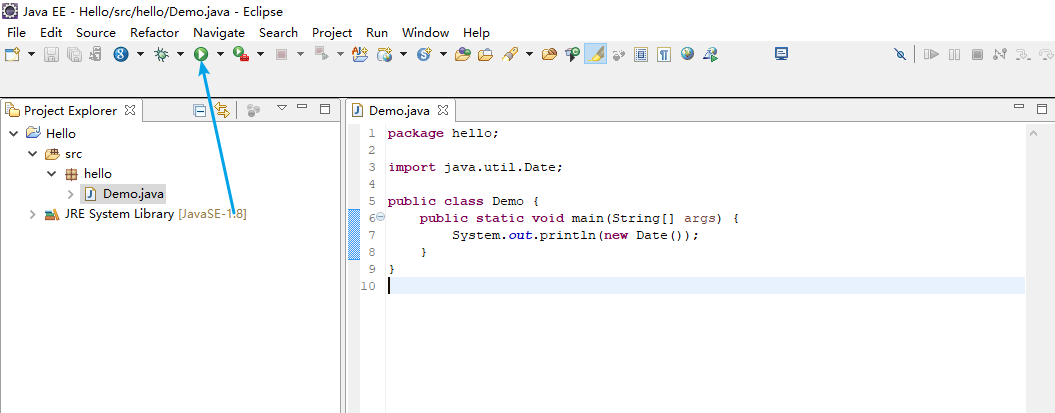 Java EE - Hello/src/hello/Demo.java - Eclipse
File Edit Source Refactor Navigate Search Project Run Window Help
Project Explorer
Hello
src
hello
Demo.java
JRE System Library [JavaSE-1.8]
Demo.java
1 package hello;
2
3 import java.util.Date;
4
5 public class Demo {
6 public static void main(String[] args) {
7 System.out.println(new Date());
8 }
9 }
10